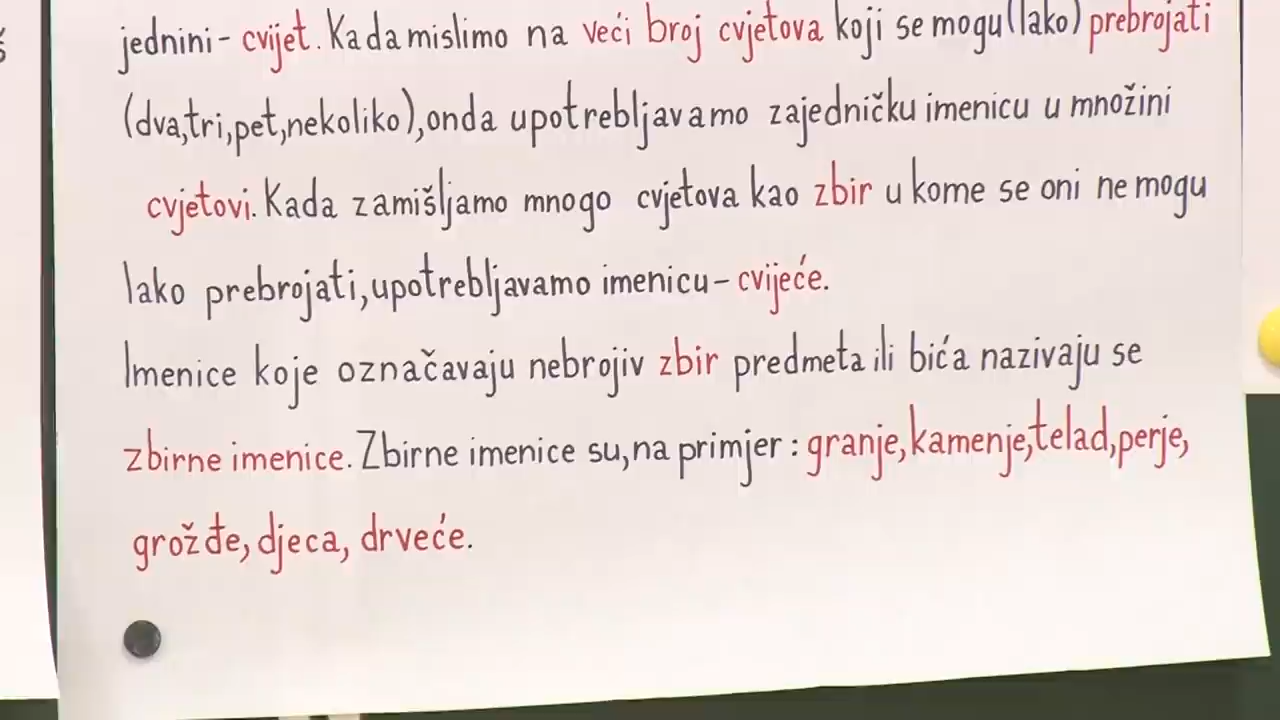 š
jednini - cvijet. Kada mislimo na veći broj cvjetova koji se mogu (lako) prebrojati
(dva, tri, pet, nekoliko), onda upotrebljavamo zajedničku imenicu u množini
cvjetovi. Kada zamišljamo mnogo cvjetova kao zbir u kome se oni ne mogu
lako prebrojati, upotrebljavamo imenicu - cvijeće.
Imenice koje označavaju nebrojiv zbir predmeta ili bića nazivaju se
zbirne imenice. Zbirne imenice su, na primjer : granje, kamenje, telad, perje,
grožđe, djeca, drveće.